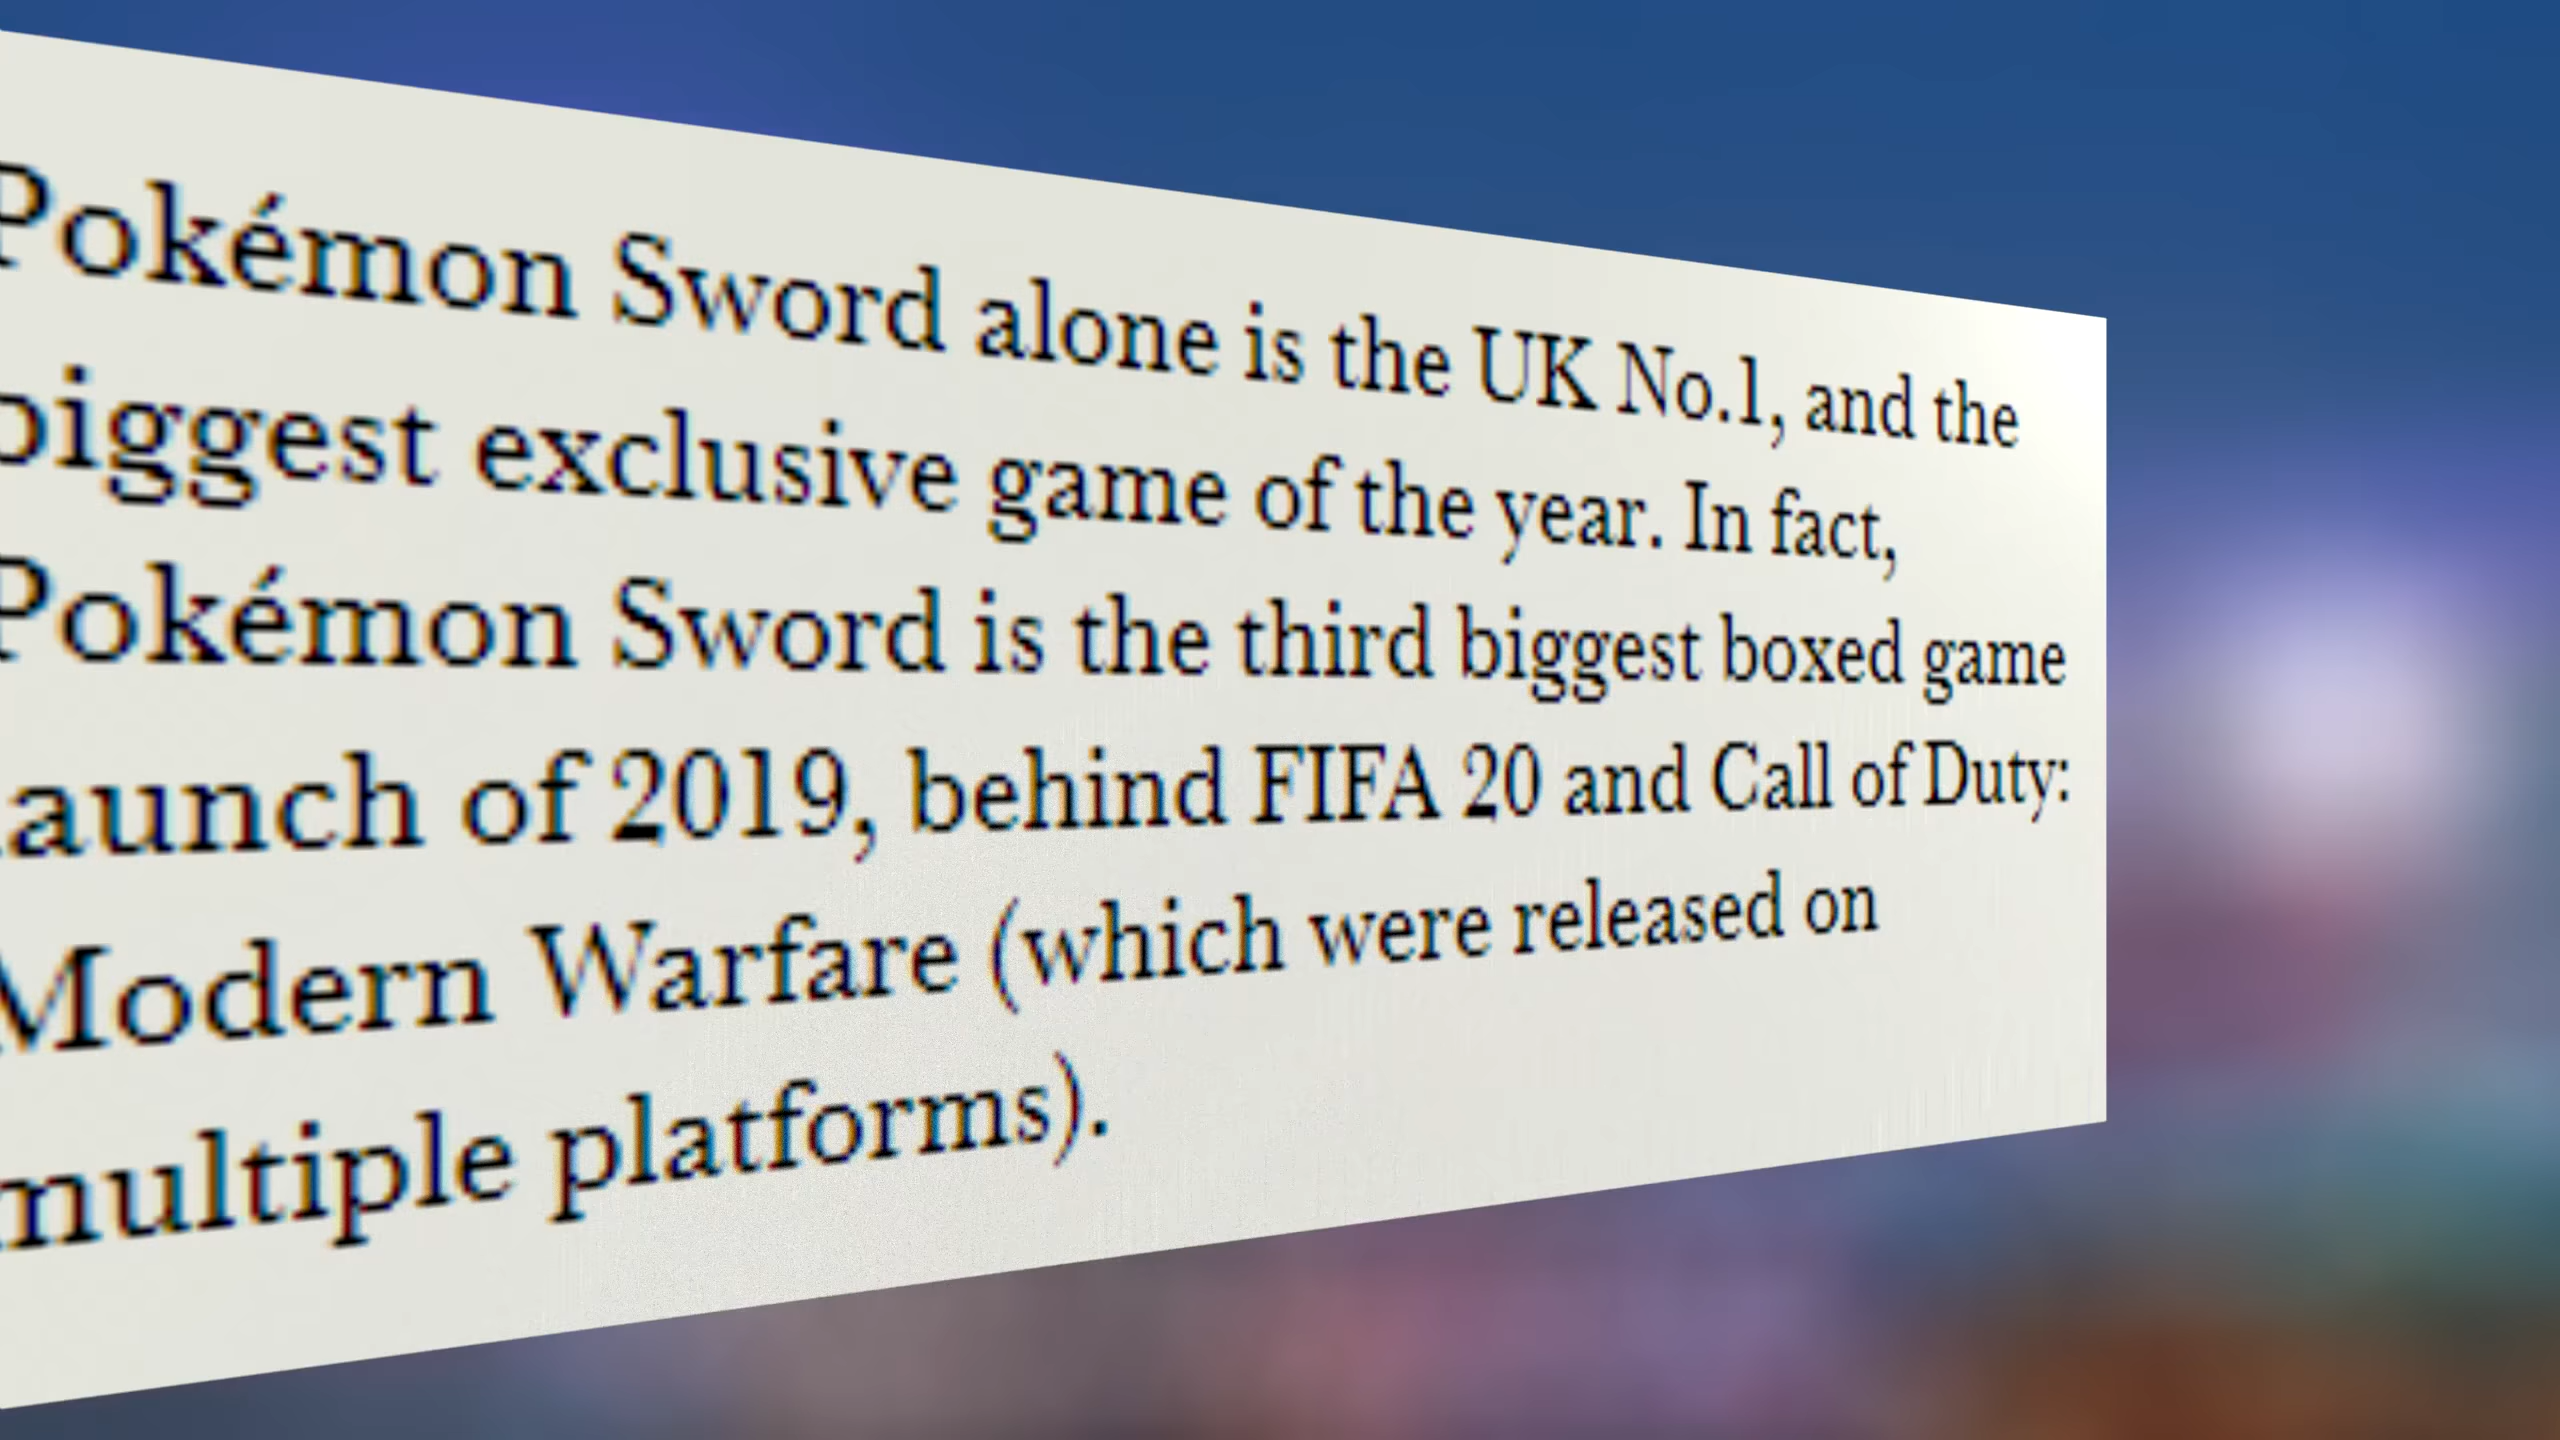 Pokémon Sword alone is the UK No.1, and the
biggest exclusive game of the year. In fact,
Pokémon Sword is the third biggest boxed game
launch of 2019, behind FIFA 20 and Call of Duty:
Modern Warfare (which were released on
multiple platforms).